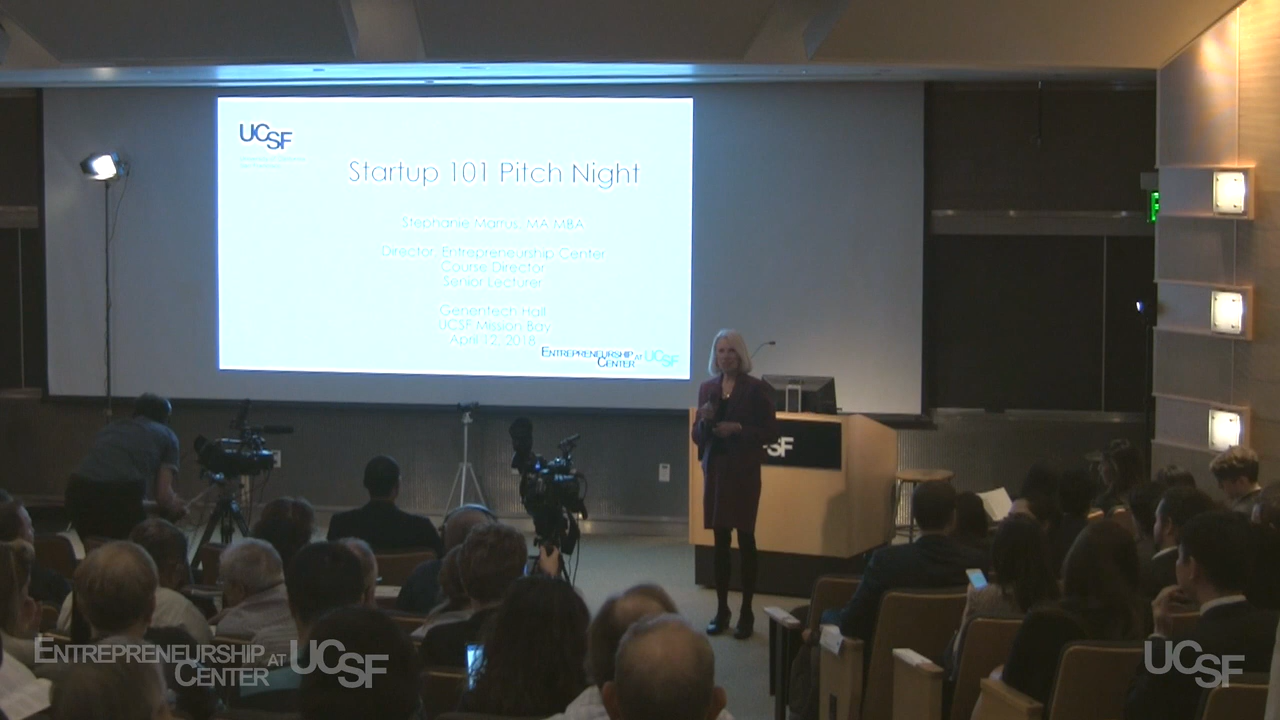 UCSF
Startup 101 Pitch Night
Stephanie Marrus, MA MBA
Director, Entrepreneurship Center
Course Director
Senior Lecturer
Genentech Hall
UCSF Mission Bay
April 12, 2018
ENTREPRENEURSHIP
CENTER AT UCSF
SF
ENTREPRENEURSHIP
CENTER AT UCSF
UCSF